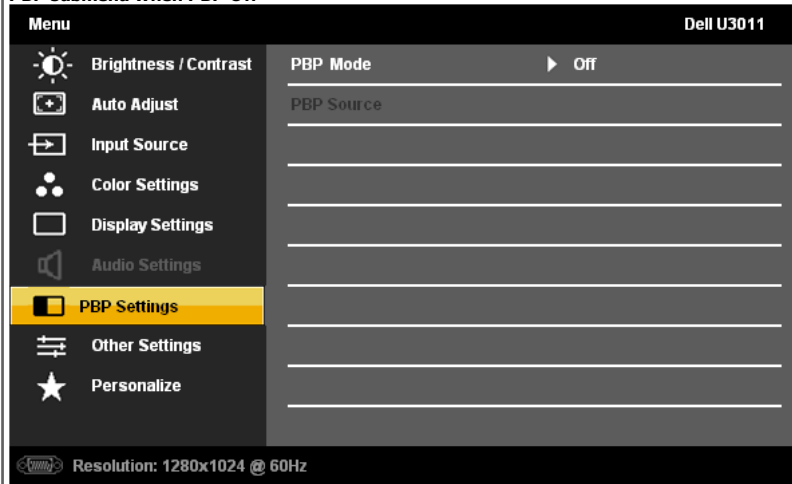 Menu Dell U3011
Brightness / Contrast PBP Mode Off
Auto Adjust PBP Source
Input Source
Color Settings
Display Settings
Audio Settings
PBP Settings
Other Settings
Personalize
Resolution: 1280x1024 @ 60Hz